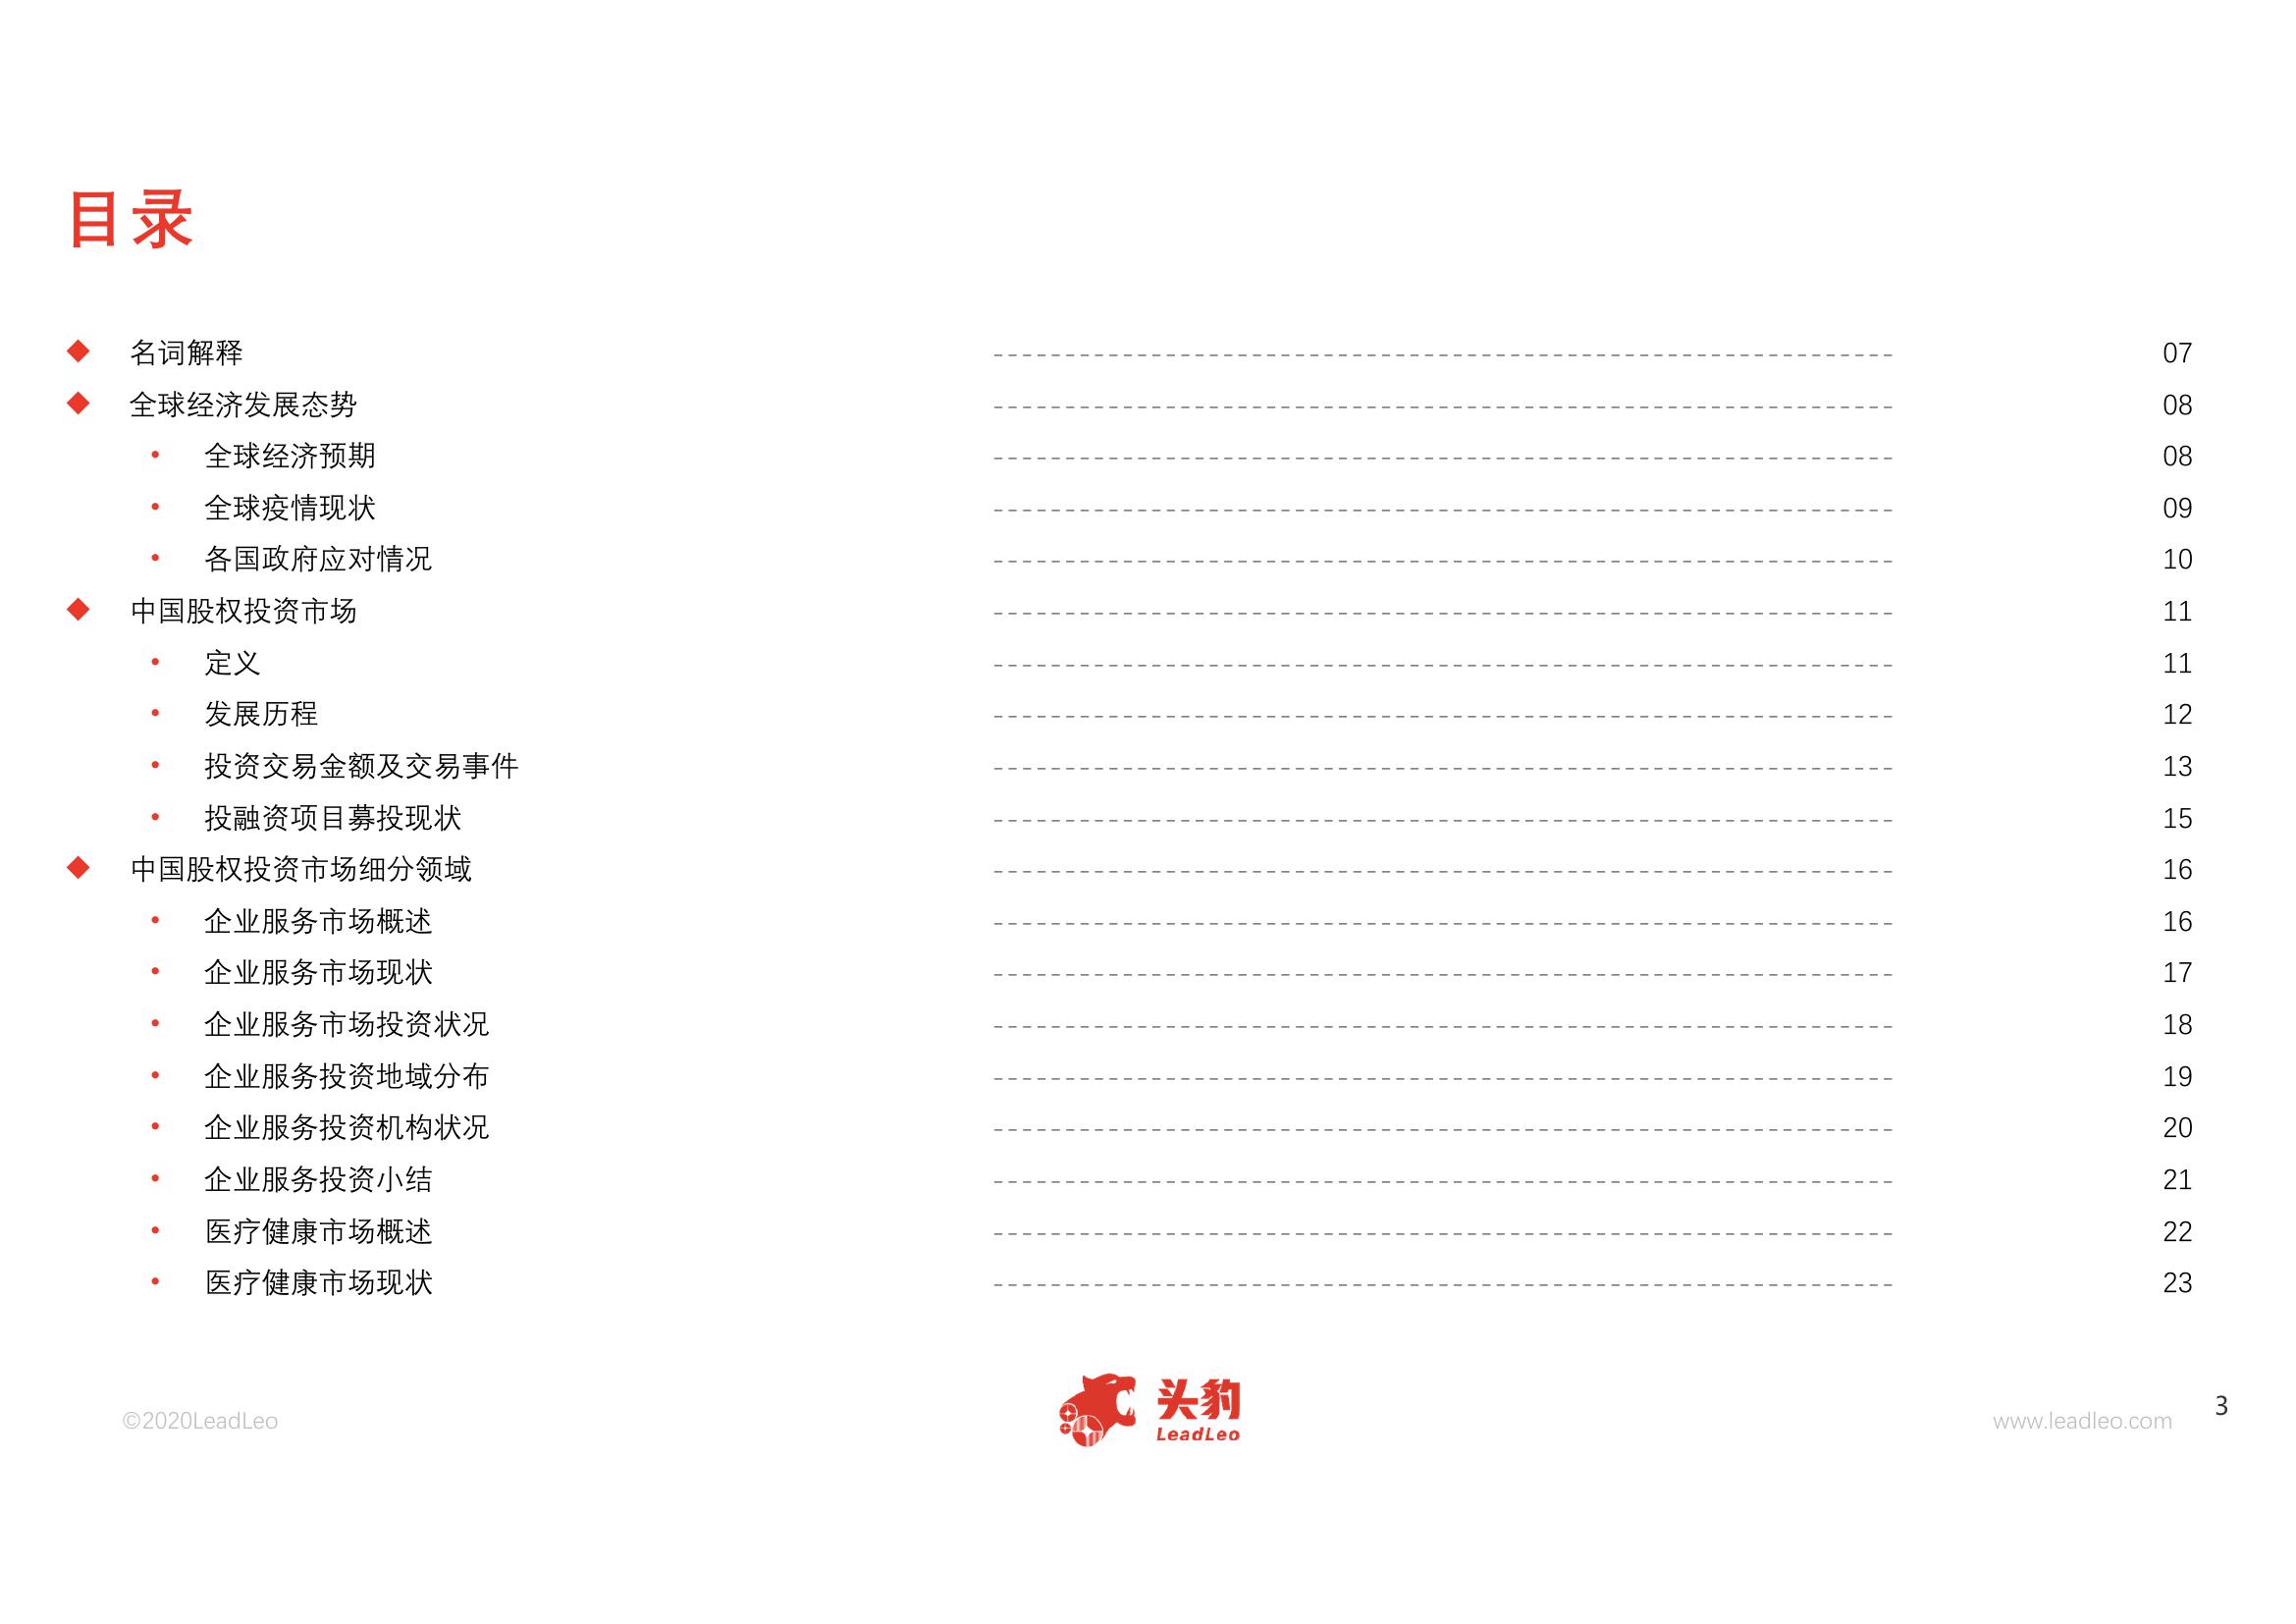 目录
◆ 名词解释 ---------- 07
◆ 全球经济发展态势 ---------- 08
• 全球经济预期 ---------- 08
• 全球疫情现状 ---------- 09
• 各国政府应对情况 ---------- 10
◆ 中国股权投资市场 ---------- 11
• 定义 ---------- 11
• 发展历程 ---------- 12
• 投资交易金额及交易事件 ---------- 13
• 投融资项目募投现状 ---------- 15
◆ 中国股权投资市场细分领域 ---------- 16
• 企业服务市场概述 ---------- 16
• 企业服务市场现状 ---------- 17
• 企业服务市场投资状况 ---------- 18
• 企业服务投资地域分布 ---------- 19
• 企业服务投资机构状况 ---------- 20
• 企业服务投资小结 ---------- 21
• 医疗健康市场概述 ---------- 22
• 医疗健康市场现状 ---------- 23
©2020LeadLeo
头豹
LeadLeo
www.leadleo.com
3